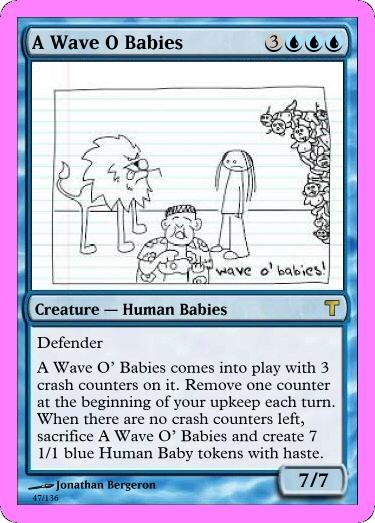 A Wave O Babies 3
wave o' babies!
Creature — Human Babies T
Defender
A Wave O' Babies comes into play with 3
crash counters on it. Remove one counter
at the beginning of your upkeep each turn.
When there are no crash counters left,
sacrifice A Wave O' Babies and create 7
1/1 blue Human Baby tokens with haste.
7/7
Jonathan Bergeron
47/136